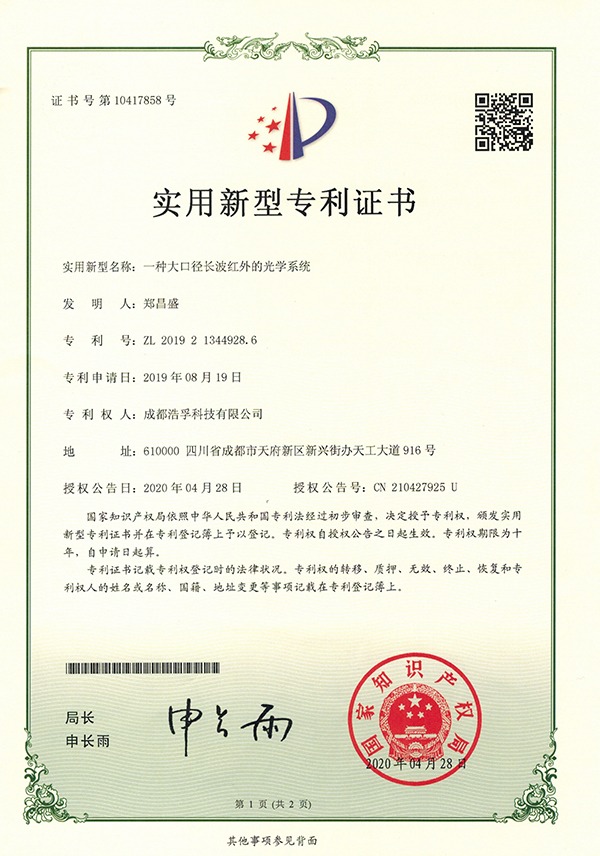 证书号第10417858号
实用新型专利证书
实用新型名称：一种大口径长波红外的光学系统
发明人：郑昌盛
专利号：ZL 2019 2 1344928.6
专利申请日：2019年08月19日
专利权人：成都浩孚科技有限公司
地址：610000 四川省成都市天府新区新兴街办天工大道916号
授权公告日：2020年04月28日 授权公告号：CN 210427925 U
国家知识产权局依照中华人民共和国专利法经过初步审查，决定授予专利权，颁发实用
新型专利证书并在专利登记簿上予以登记。专利权自授权公告之日起生效。专利权期限为十
年，自申请日起算。
专利证书记载专利权登记时的法律状况。专利权的转移、质押、无效、终止、恢复和专
利权人的姓名或名称、国籍、地址变更等事项记载在专利登记簿上。
局长
申长雨
申长雨
国家知识产权局
2020年04月28日
第1页(共2页)
其他事项参见背面